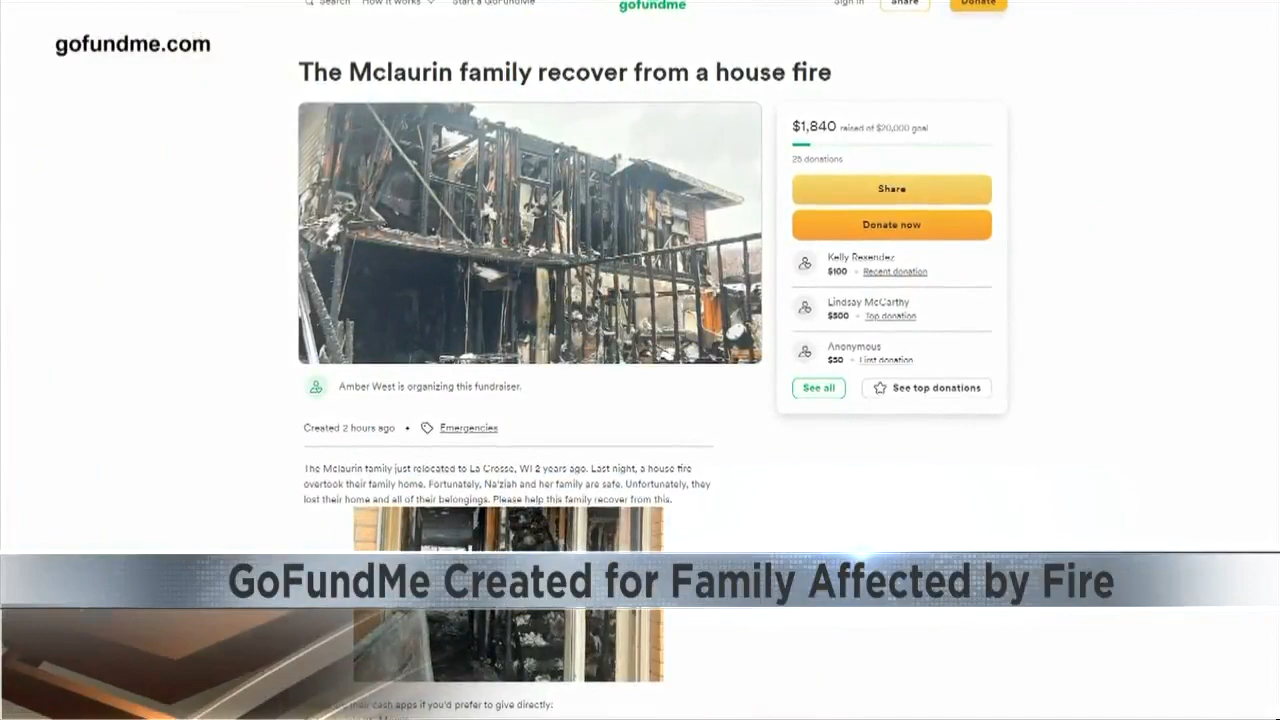 Search How it works Start a GoFundMe gofundme Sign in Share Donate
gofundme.com
The Mclaurin family recover from a house fire
$1,840 raised of $20,000 goal
25 donations
Share
Donate now
Kelly Resendez
$100 • Recent donation
Lindsay McCarthy
$500 • Top donation
Anonymous
$50 • First donation
See all See top donations
Amber West is organizing this fundraiser.
Created 2 hours ago • Emergencies
The Mclaurin family just relocated to La Crosse, WI 2 years ago. Last night, a house fire
overtook their family home. Fortunately, Na'ziah and her family are safe. Unfortunately, they
lost their home and all of their belongings. Please help this family recover from this.
GoFundMe Created for Family Affected by Fire
their cash apps if you'd prefer to give directly: